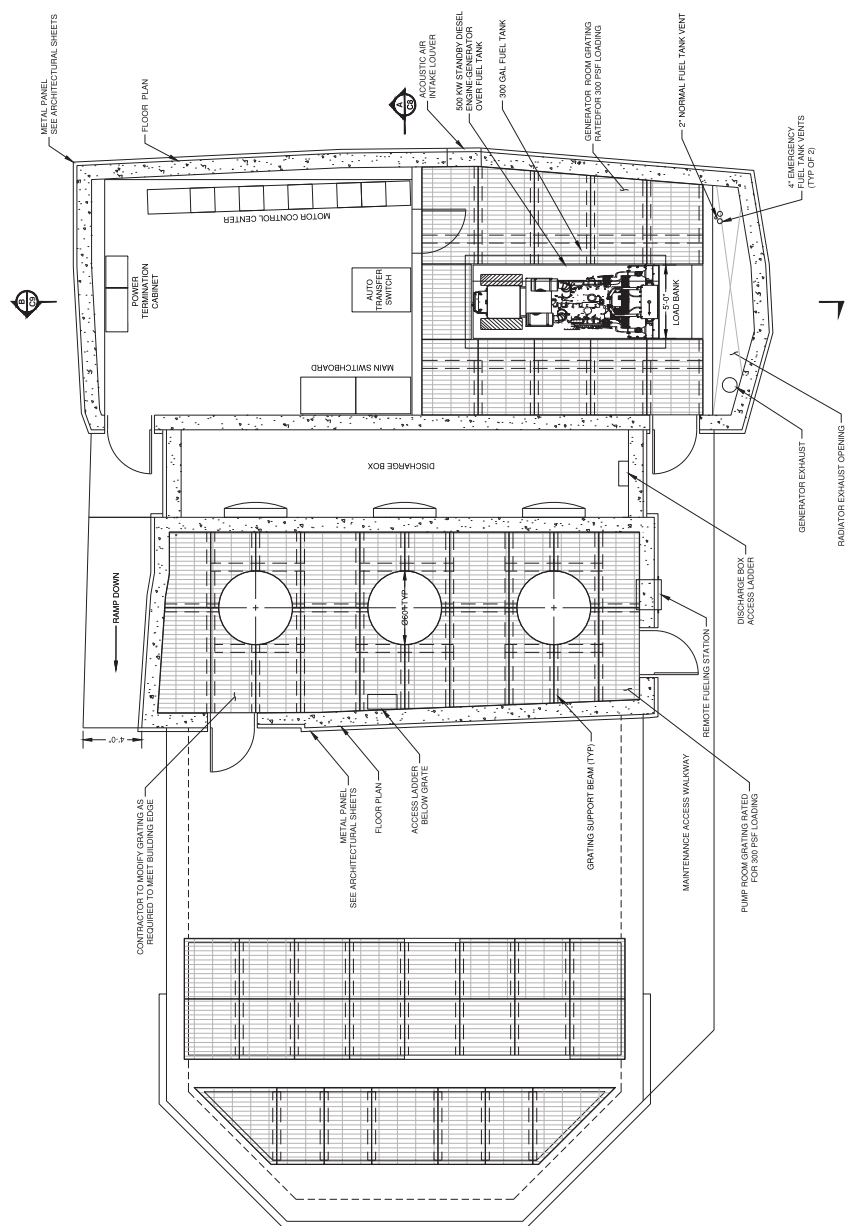 METAL PANEL
SEE ARCHITECTURAL SHEETS
FLOOR PLAN
A
C8
ACOUSTIC AIR
INTAKE LOUVER
500 KW STANDBY DIESEL
ENGINE-GENERATOR
OVER FUEL TANK
300 GAL FUEL TANK
GENERATOR ROOM GRATING
RATEDFOR 300 PSF LOADING
2" NORMAL FUEL TANK VENT
4" EMERGENCY
FUEL TANK VENTS
(TYP OF 2)
B
C9
POWER
TERMINATION
CABINET
MOTOR CONTROL CENTER
AUTO
TRANSFER
SWITCH
MAIN SWITCHBOARD
5'-0"
LOAD BANK
DISCHARGE BOX
GENERATOR EXHAUST
RADIATOR EXHAUST OPENING
DISCHARGE BOX
ACCESS LADDER
RAMP DOWN
Ø60" TYP
REMOTE FUELING STATION
4'-0"
CONTRACTOR TO MODIFY GRATING AS
REQUIRED TO MEET BUILDING EDGE
METAL PANEL
SEE ARCHITECTURAL SHEETS
FLOOR PLAN
ACCESS LADDER
BELOW GRATE
GRATING SUPPORT BEAM (TYP)
MAINTENANCE ACCESS WALKWAY
PUMP ROOM GRATING RATED
FOR 300 PSF LOADING